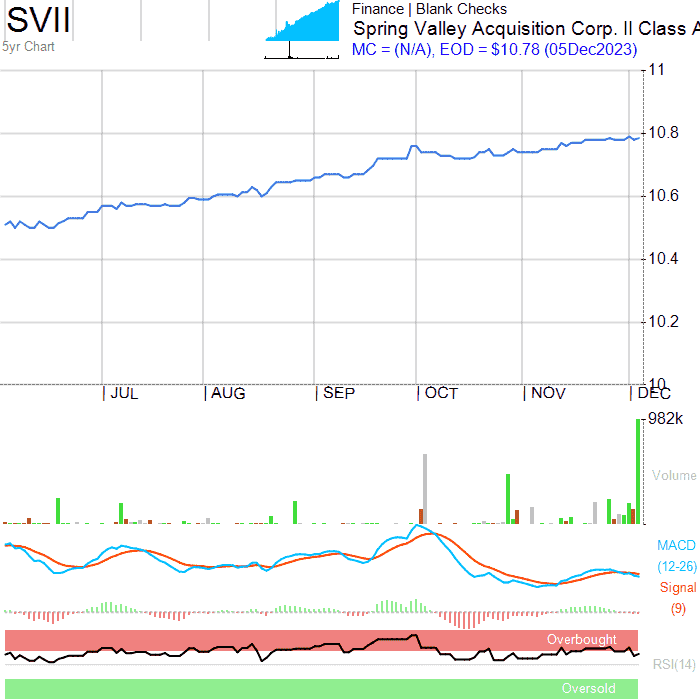 SVII
5yr Chart
Finance | Blank Checks
Spring Valley Acquisition Corp. II Class A
MC = (N/A), EOD = $10.78 (05Dec2023)
11
10.8
10.6
10.4
10.2
10
| JUL
| AUG
| SEP
| OCT
| NOV
| DEC
982k
Volume
MACD
(12-26)
Signal
(9)
Overbought
RSI(14)
Oversold